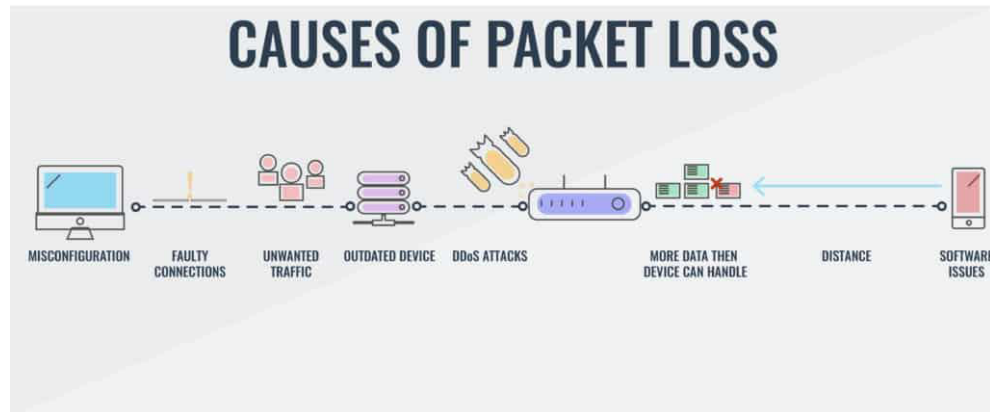 CAUSES OF PACKET LOSS
MISCONFIGURATION
FAULTY
CONNECTIONS
UNWANTED
TRAFFIC
OUTDATED DEVICE
DDoS ATTACKS
MORE DATA THEN
DEVICE CAN HANDLE
DISTANCE
SOFTWAR
ISSUES